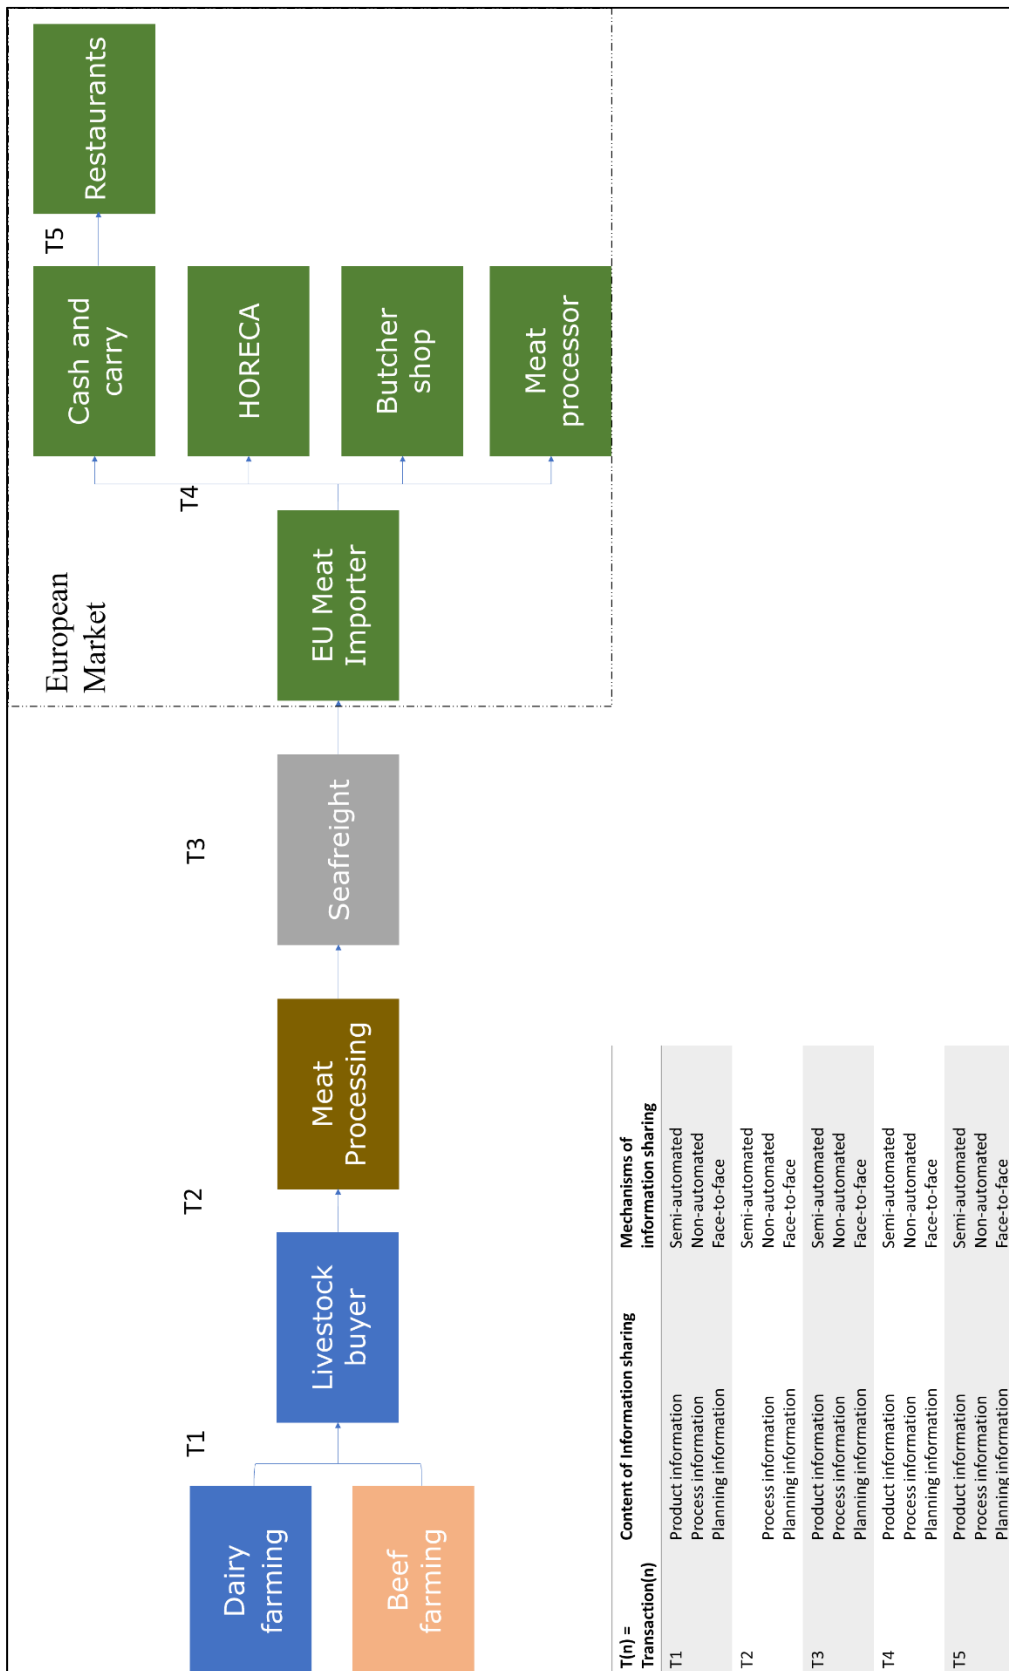 Dairy
farming
Beef
farming
T1
Livestock
buyer
T2
Meat
Processing
T3
Seafreight
European
Market
EU Meat
Importer
T4
Cash and
carry
HORECA
Butcher
shop
Meat
processor
T5
Restaurants
T(n) =
Transaction(n)
Content of Information sharing
Mechanisms of
information sharing
T1
Product information
Semi-automated
Process information
Non-automated
Planning information
Face-to-face
T2
Semi-automated
Process information
Non-automated
Planning information
Face-to-face
T3
Product information
Semi-automated
Process information
Non-automated
Planning information
Face-to-face
T4
Product information
Semi-automated
Process information
Non-automated
Planning information
Face-to-face
T5
Product information
Semi-automated
Process information
Non-automated
Planning information
Face-to-face